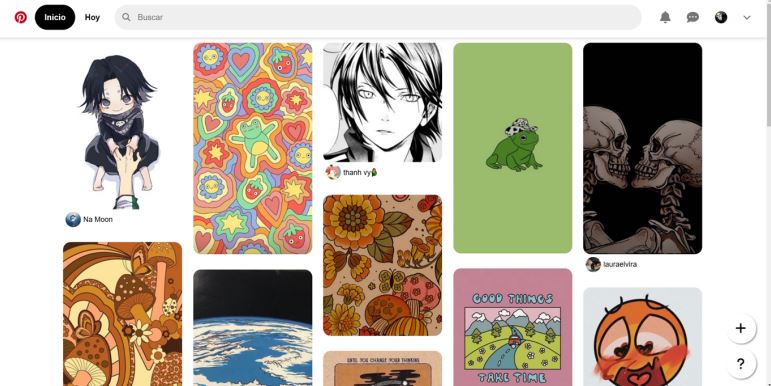 Inicio
Hoy
Buscar
thanh vy
Na Moon
lauraelvira
GOOD THINGS
TAKE TIME
UNTIL YOU CHANGE YOUR THINKING
+
?